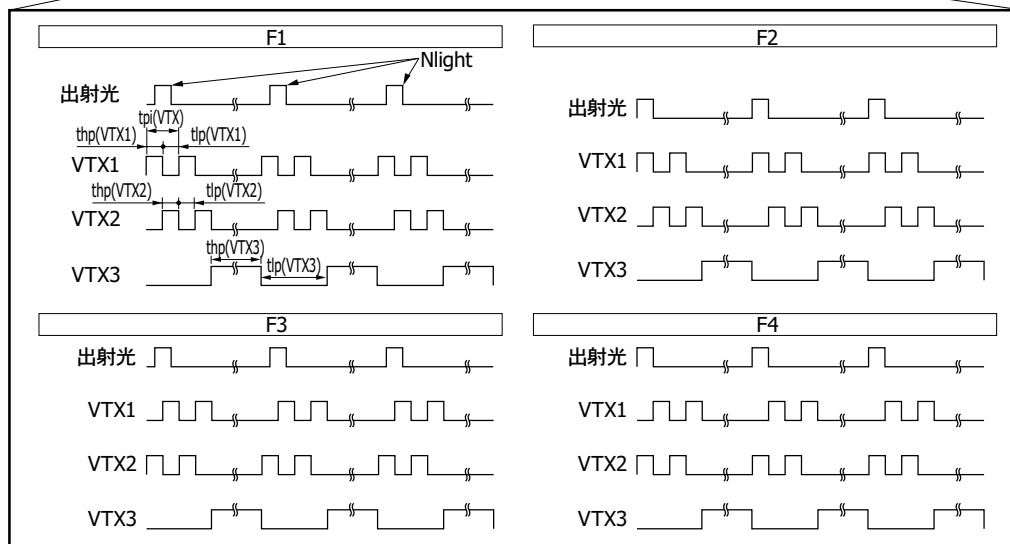 F1
Nlight
出射光
tpi(VTX)
thp(VTX1)
tlp(VTX1)
VTX1
thp(VTX2)
tlp(VTX2)
VTX2
thp(VTX3)
tlp(VTX3)
VTX3
F2
出射光
VTX1
VTX2
VTX3
F3
出射光
VTX1
VTX2
VTX3
F4
出射光
VTX1
VTX2
VTX3